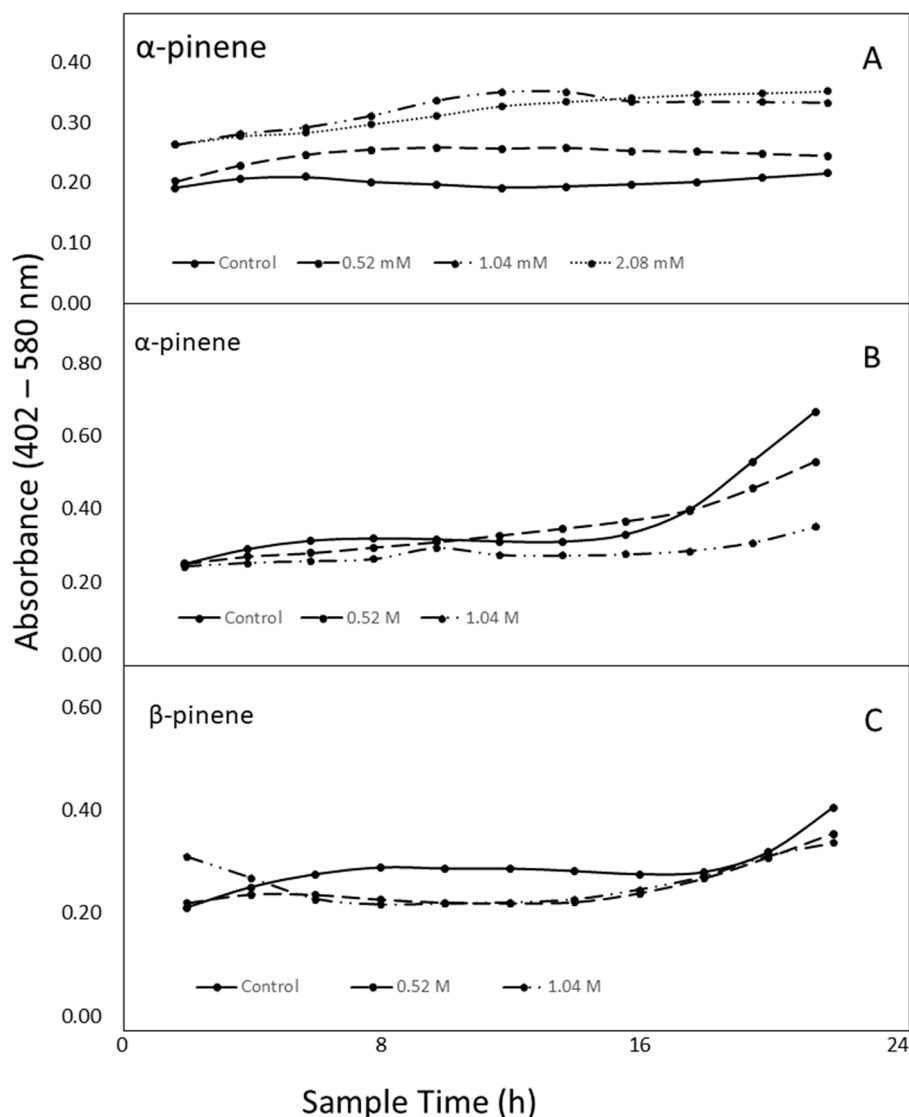 α-pinene
A
0.40
0.30
0.20
0.10
0.00
Control 0.52 mM 1.04 mM 2.08 mM
α-pinene
B
0.80
0.60
0.40
0.20
0.00
Control 0.52 M 1.04 M
β-pinene
C
0.60
0.40
0.20
0.00
Control 0.52 M 1.04 M
0 8 16 24
Absorbance (402 – 580 nm)
Sample Time (h)